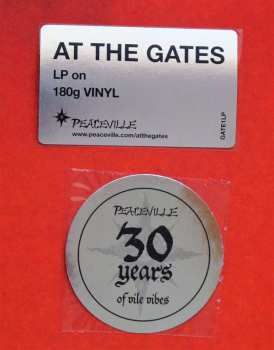 AT THE GATES
LP on
180g VINYL
PEACEVILLE
www.peaceville.com/atthegates
GATE1LP
PEACEVILLE
30
years
of vile vibes